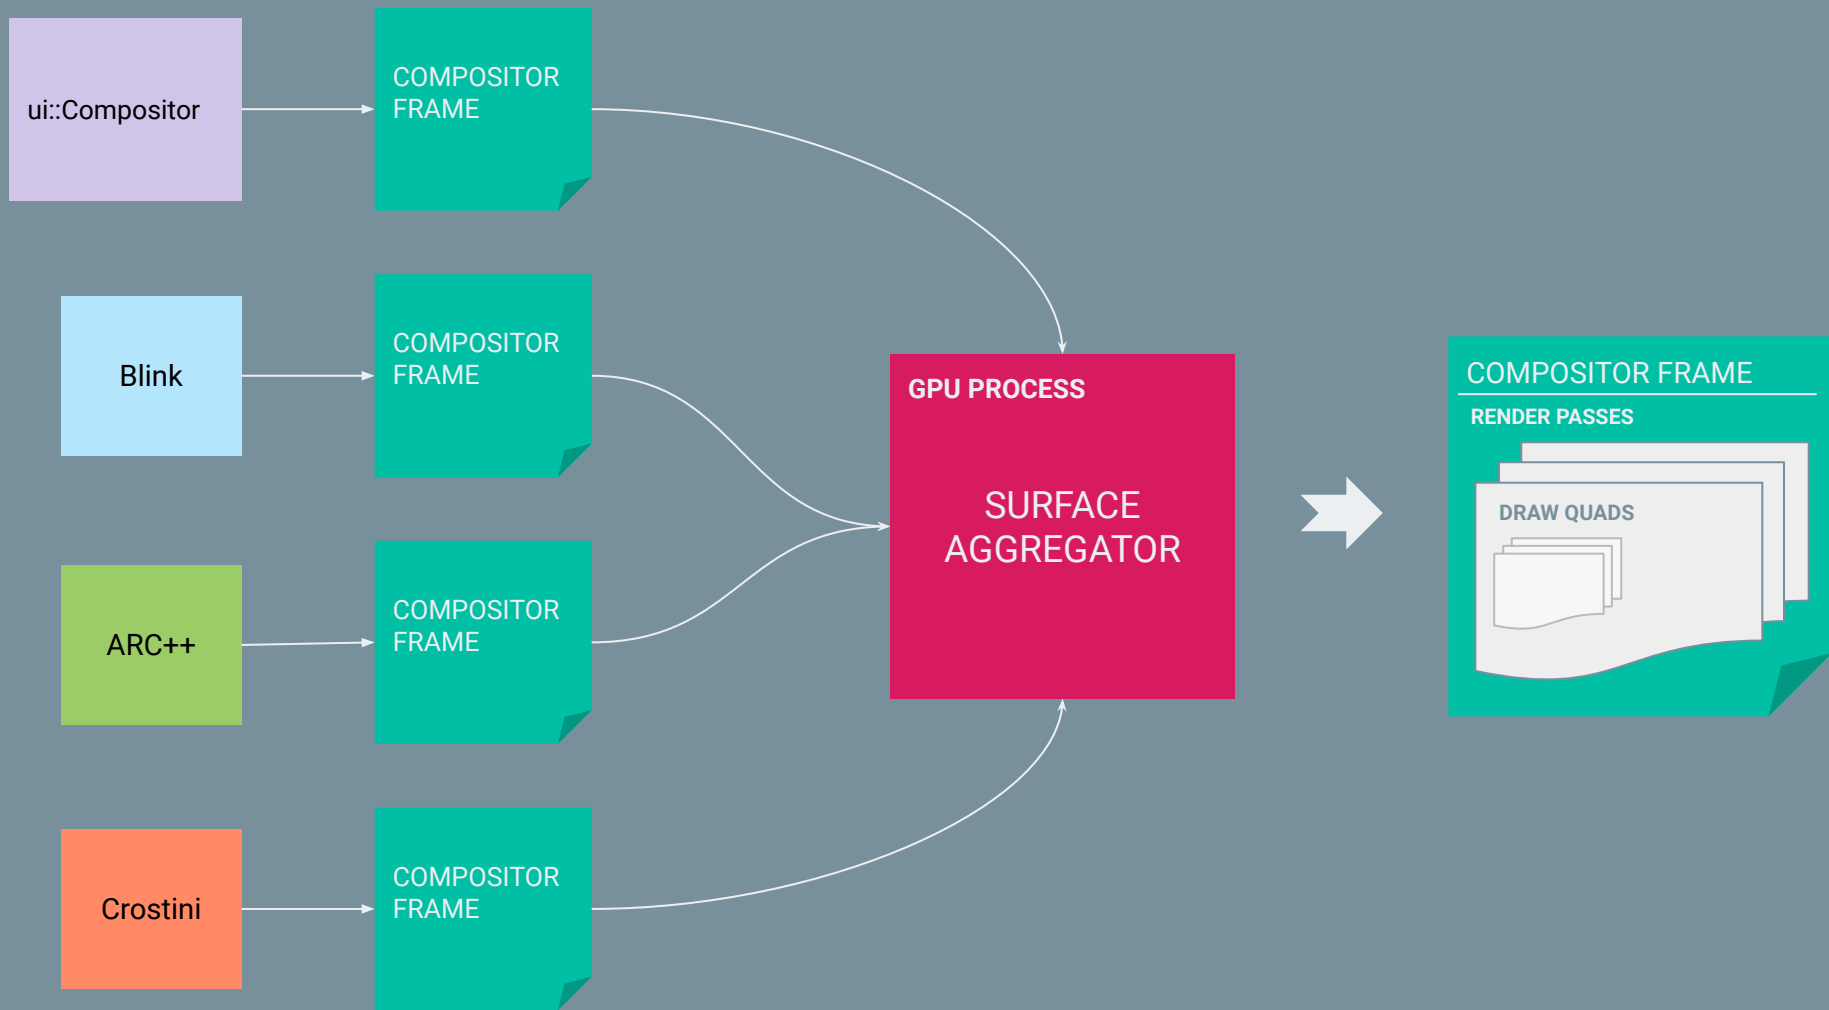 ui::Compositor
COMPOSITOR
FRAME
Blink
COMPOSITOR
FRAME
ARC++
COMPOSITOR
FRAME
Crostini
COMPOSITOR
FRAME
GPU PROCESS
SURFACE
AGGREGATOR
COMPOSITOR FRAME
RENDER PASSES
DRAW QUADS